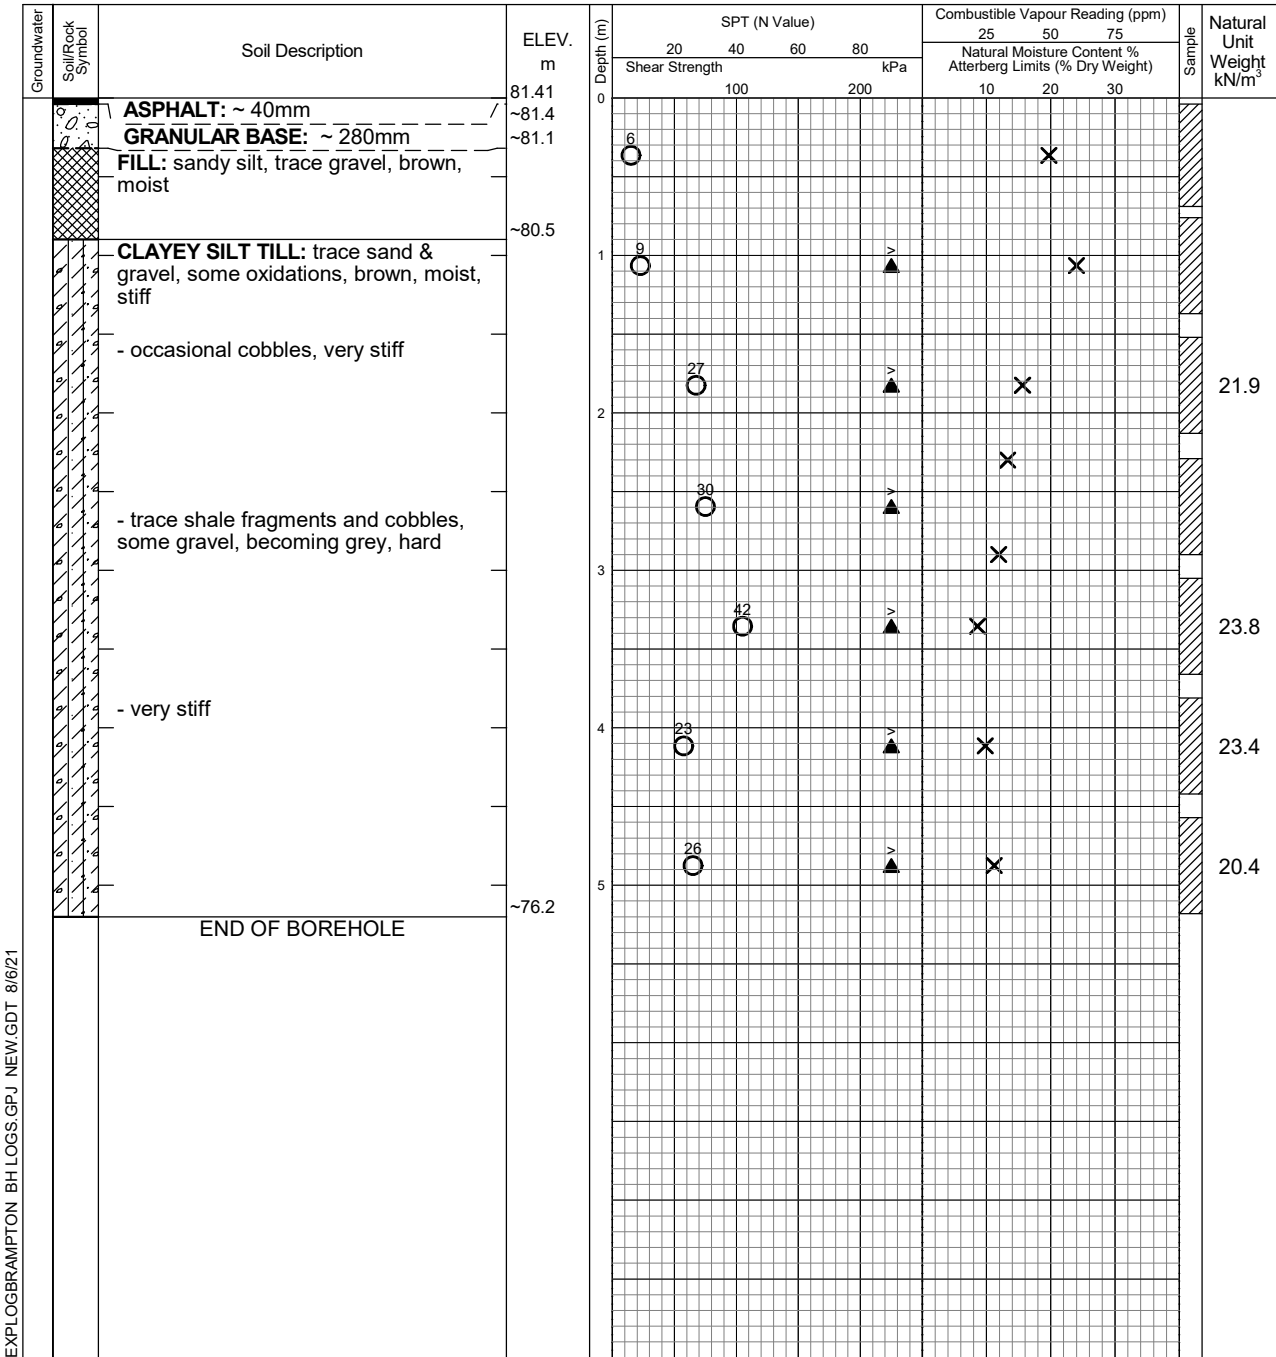 Groundwater
Soil/Rock
Symbol
Soil Description
ELEV.
m
Depth (m)
SPT (N Value)
20 40 60 80
Shear Strength kPa
100 200
Combustible Vapour Reading (ppm)
25 50 75
Natural Moisture Content %
Atterberg Limits (% Dry Weight)
10 20 30
Sample
Natural
Unit
Weight
kN/m³
81.41
0
ASPHALT: ~ 40mm
~81.4
GRANULAR BASE: ~ 280mm
~81.1
FILL: sandy silt, trace gravel, brown,
moist
6
~80.5
CLAYEY SILT TILL: trace sand &
gravel, some oxidations, brown, moist,
stiff
1
9
>
- occasional cobbles, very stiff
27
>
21.9
2
30
>
- trace shale fragments and cobbles,
some gravel, becoming grey, hard
3
42
>
23.8
- very stiff
4
23
>
23.4
26
>
20.4
5
~76.2
END OF BOREHOLE
EXPLOGBRAMPTON BH LOGS.GPJ NEW.GDT 8/6/21